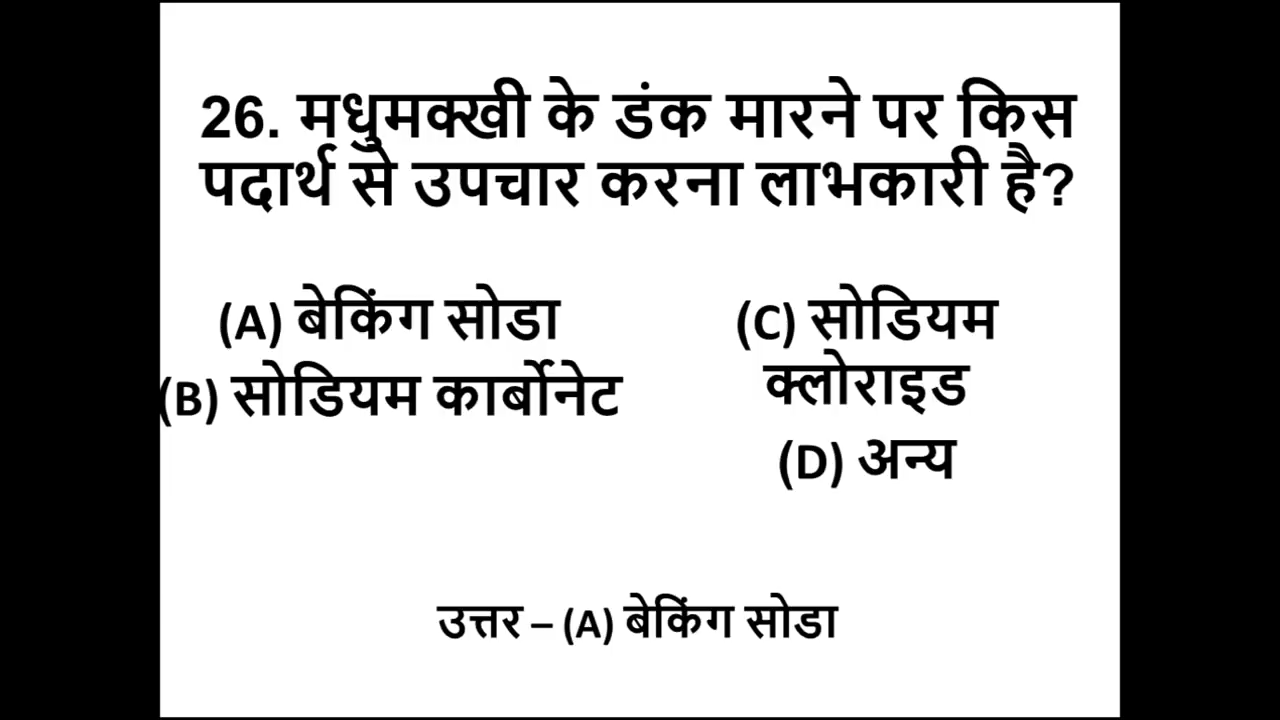 26. मधुमक्खी के डंक मारने पर किस
पदार्थ से उपचार करना लाभकारी है?
(A) बेकिंग सोडा
(B) सोडियम कार्बोनेट
(C) सोडियम
क्लोराइड
(D) अन्य
उत्तर – (A) बेकिंग सोडा